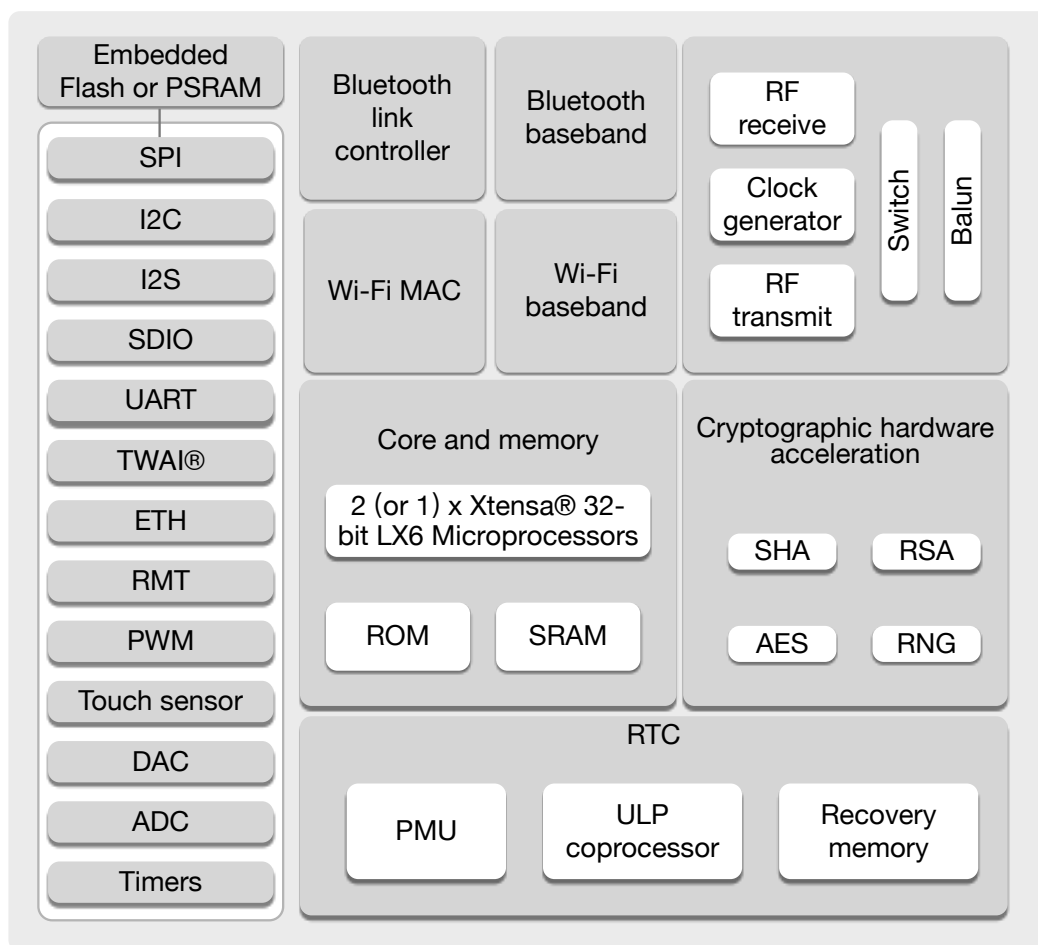 Embedded
Flash or PSRAM
SPI
I2C
I2S
SDIO
UART
TWAI®
ETH
RMT
PWM
Touch sensor
DAC
ADC
Timers
Bluetooth
link
controller
Bluetooth
baseband
Wi-Fi MAC
Wi-Fi
baseband
RF
receive
Clock
generator
RF
transmit
Switch
Balun
Core and memory
2 (or 1) x Xtensa® 32-
bit LX6 Microprocessors
ROM
SRAM
Cryptographic hardware
acceleration
SHA
RSA
AES
RNG
RTC
PMU
ULP
coprocessor
Recovery
memory